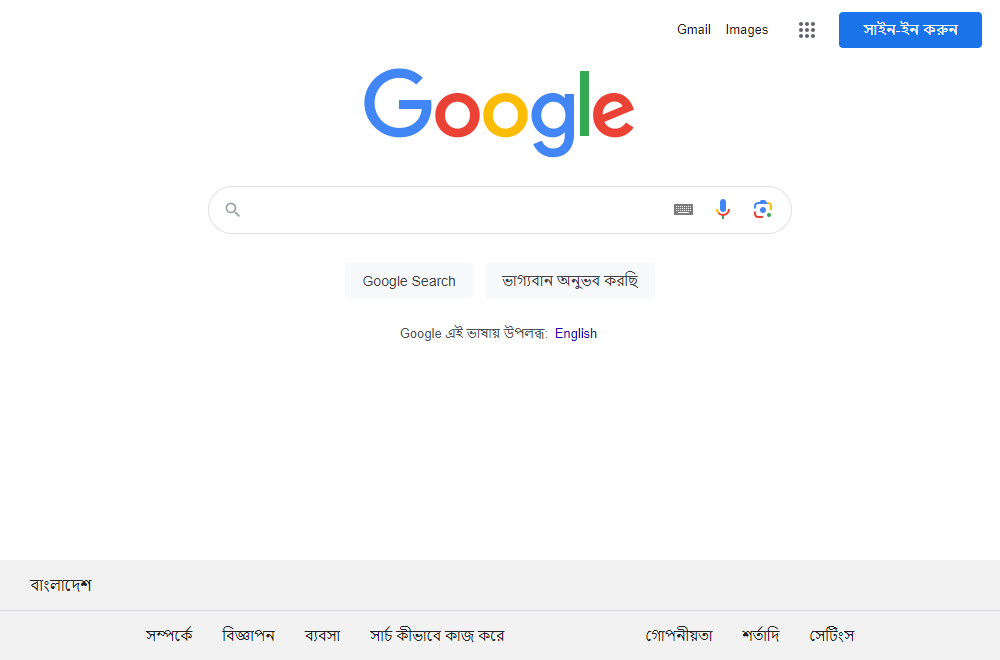 Gmail Images সাইন-ইন করুন
Google
Google Search ভাগ্যবান অনুভব করছি
Google এই ভাষায় উপলব্ধ: English
বাংলাদেশ
সম্পর্কে বিজ্ঞাপন ব্যবসা সার্চ কীভাবে কাজ করে গোপনীয়তা শর্তাদি সেটিংস